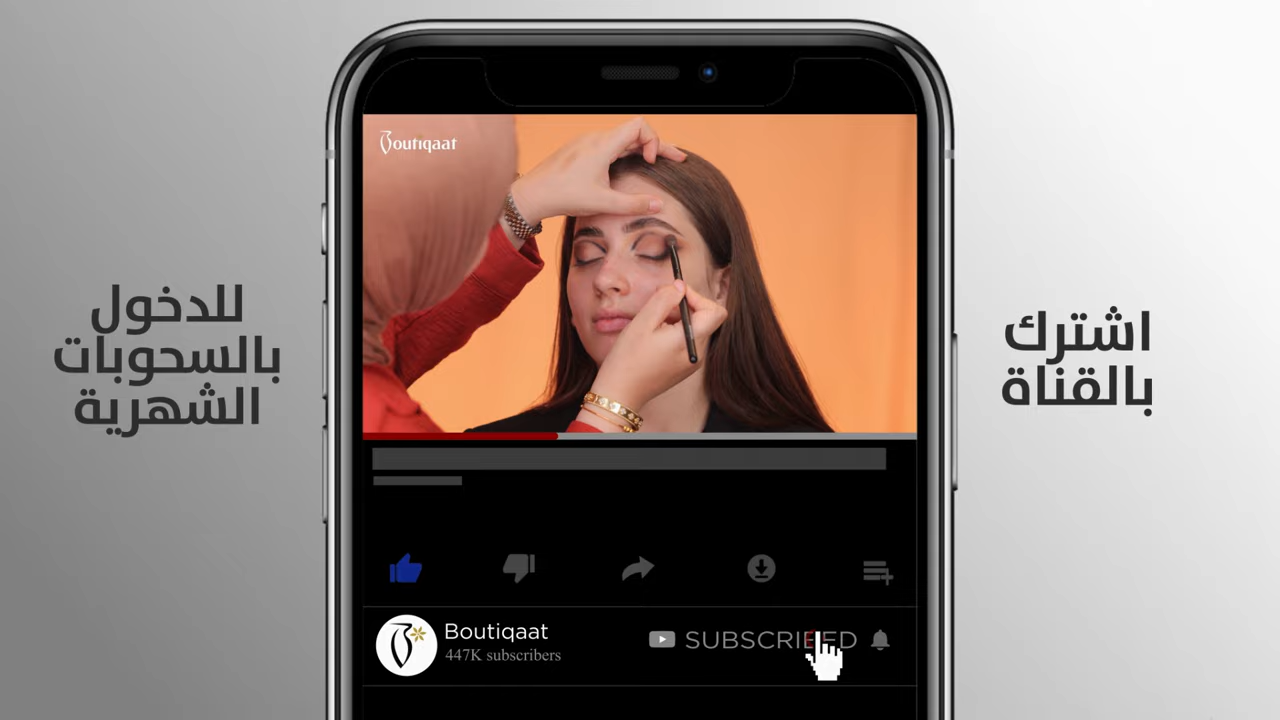 اشترك
بالقناة
للدخول
بالسحوبات
الشهرية
Boutiqaat
Boutiqaat
447K subscribers
SUBSCRIBED